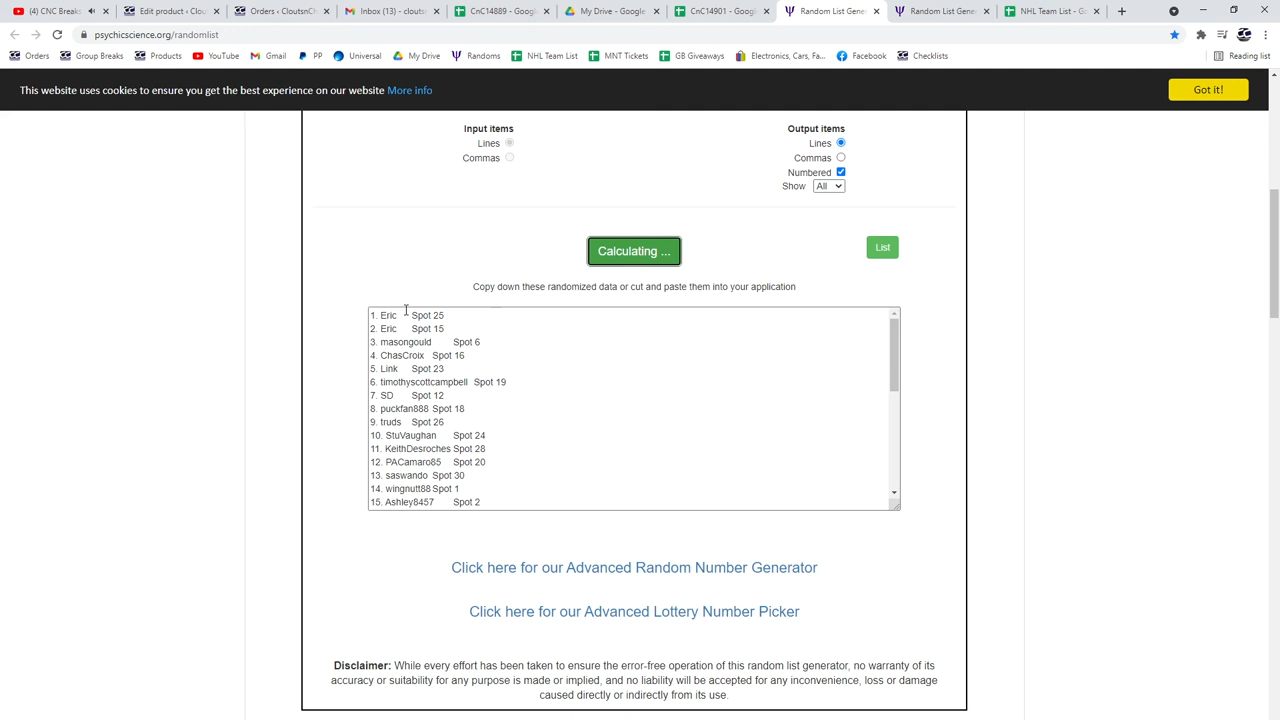 (4) CNC Breaks
Edit product ‹ Clou
Orders ‹ CloutsnCh
Inbox (13) - clouts
CnC14889 - Googl
My Drive - Google
CnC14901 - Googl
Random List Gene
Random List Gene
NHL Team List - Go
psychicscience.org/randomlist
Orders
Group Breaks
Products
YouTube
Gmail
PP
Universal
My Drive
Randoms
NHL Team List
MNT Tickets
GB Giveaways
Electronics, Cars, Fa...
Facebook
Checklists
Reading list
This website uses cookies to ensure you get the best experience on our website More info
Got it!
Input items
Lines
Commas
Output items
Lines
Commas
Numbered
Show All
Calculating ...
List
Copy down these randomized data or cut and paste them into your application
1. Eric Spot 25
2. Eric Spot 15
3. masongould Spot 6
4. ChasCroix Spot 16
5. Link Spot 23
6. timothyscottcampbell Spot 19
7. SD Spot 12
8. puckfan888 Spot 18
9. truds Spot 26
10. StuVaughan Spot 24
11. KeithDesroches Spot 28
12. PACamaro85 Spot 20
13. saswando Spot 30
14. wingnutt88 Spot 1
15. Ashley8457 Spot 2
Click here for our Advanced Random Number Generator
Click here for our Advanced Lottery Number Picker
Disclaimer: While every effort has been taken to ensure the error-free operation of this random list generator, no warranty of its
accuracy or suitability for any purpose is made or implied, and no liability will be accepted for any inconvenience, loss or damage
caused directly or indirectly from its use.